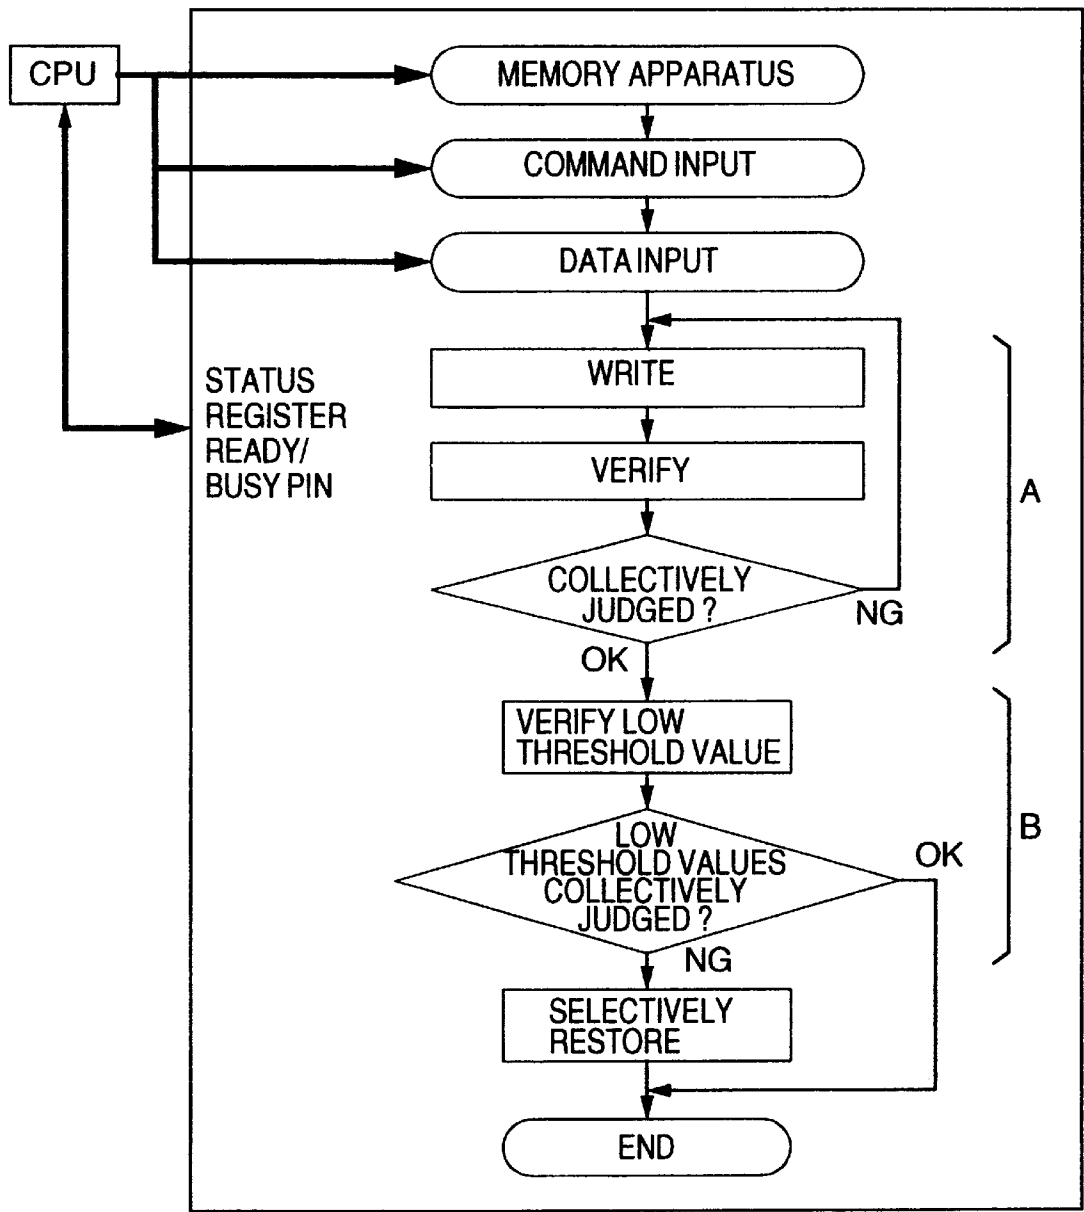 CPU
MEMORY APPARATUS
COMMAND INPUT
DATA INPUT
STATUS
REGISTER
READY/
BUSY PIN
WRITE
VERIFY
COLLECTIVELY
JUDGED ?
NG
OK
A
VERIFY LOW
THRESHOLD VALUE
LOW
THRESHOLD VALUES
COLLECTIVELY
JUDGED ?
OK
NG
B
SELECTIVELY
RESTORE
END